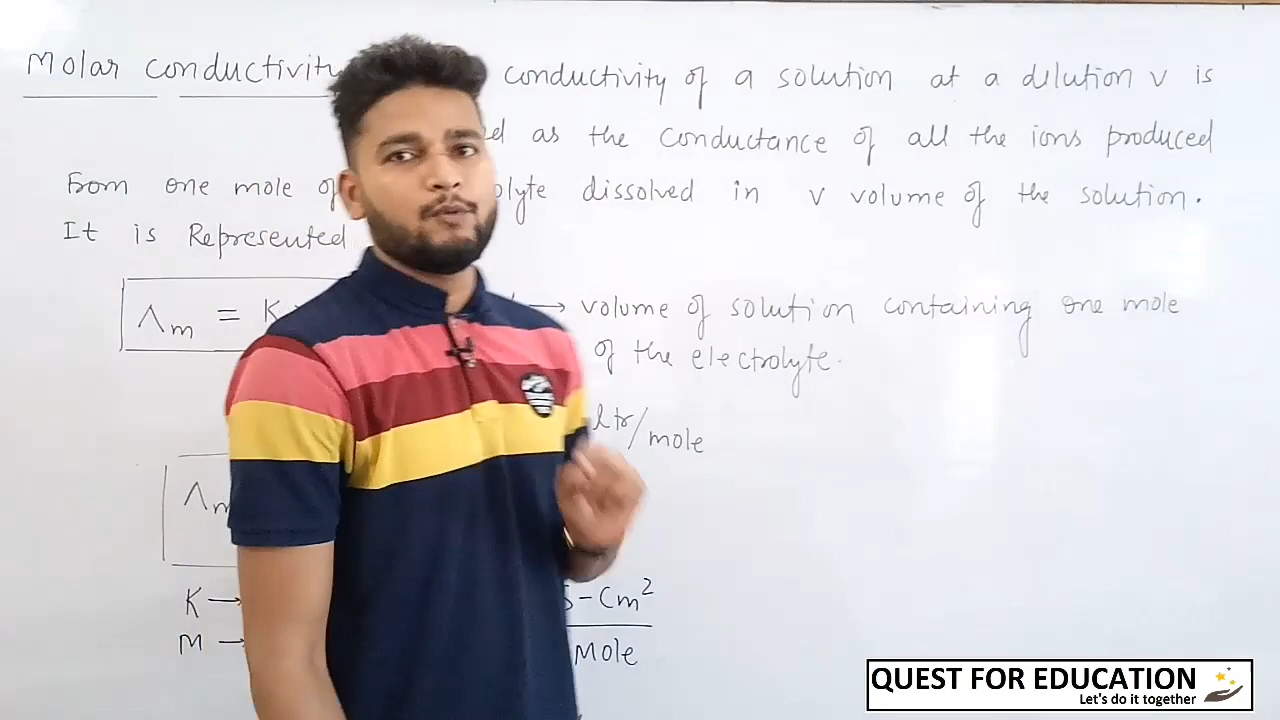 Molar conductivity conductivity of a solution at a dilution v is
as the conductance of all the ions produced
from one mole of dissolved in v volume of the solution.
It is Represented
Λm = K → volume of solution containing one mole
of the electrolyte.
ltr/mole
Λm
K → S-Cm²
M → Mole
QUEST FOR EDUCATION
Let's do it together